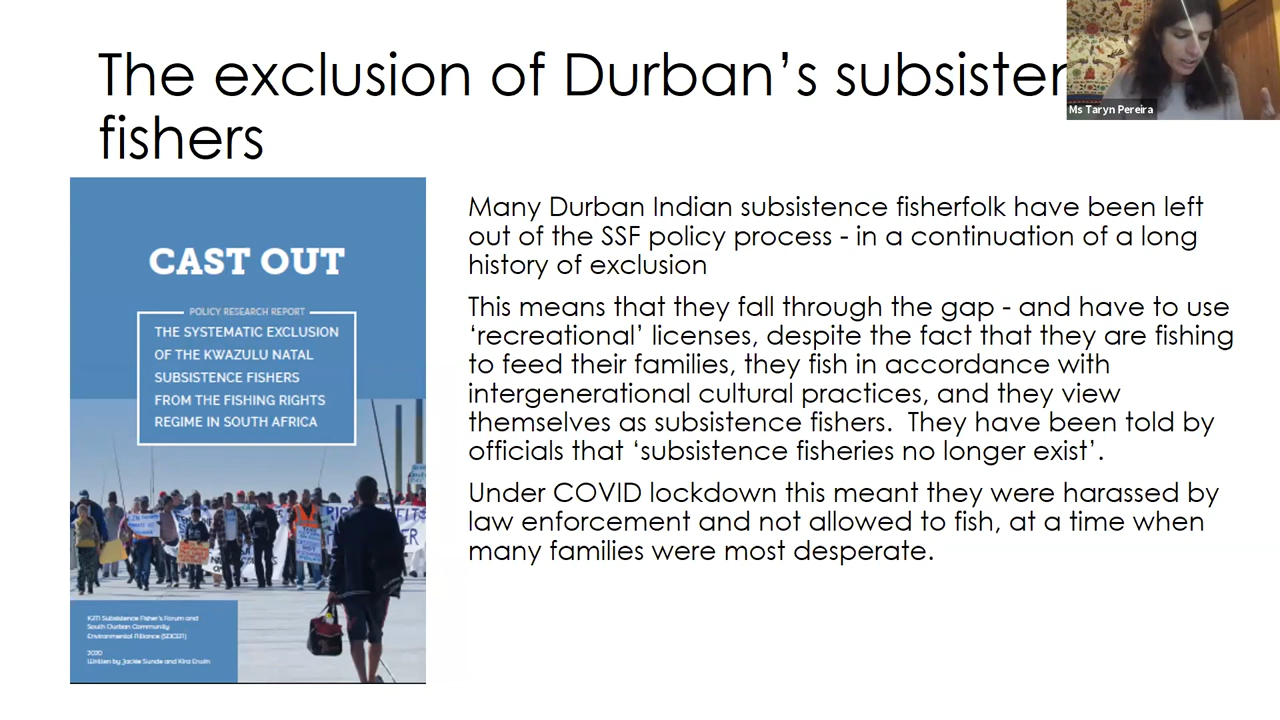 The exclusion of Durban's subsisten
fishers
Ms Taryn Pereira
CAST OUT
POLICY RESEARCH REPORT
THE SYSTEMATIC EXCLUSION
OF THE KWAZULU NATAL
SUBSISTENCE FISHERS
FROM THE FISHING RIGHTS
REGIME IN SOUTH AFRICA
KZN Subsistence Fisher's Forum and
South Durban Community
Environmental Alliance (SDCEA)
2020
Written by Jackie Sunde and Kira Erwin
Many Durban Indian subsistence fisherfolk have been left
out of the SSF policy process - in a continuation of a long
history of exclusion
This means that they fall through the gap - and have to use
'recreational' licenses, despite the fact that they are fishing
to feed their families, they fish in accordance with
intergenerational cultural practices, and they view
themselves as subsistence fishers. They have been told by
officials that 'subsistence fisheries no longer exist'.
Under COVID lockdown this meant they were harassed by
law enforcement and not allowed to fish, at a time when
many families were most desperate.